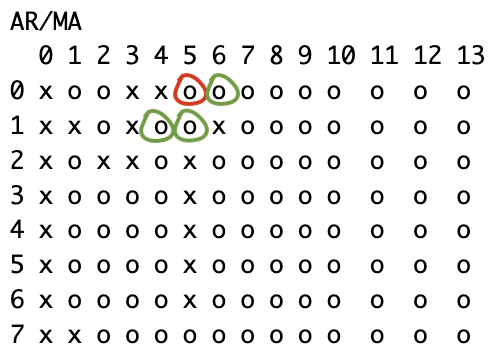 AR/MA
0 1 2 3 4 5 6 7 8 9 10 11 12 13
0 x o o x x o o o o o o o o o
1 x x o x o o x o o o o o o o
2 x o x x o x o o o o o o o o
3 x o o o o x o o o o o o o o
4 x o o o o x o o o o o o o o
5 x o o o o x o o o o o o o o
6 x o o o o x o o o o o o o o
7 x x o o o o o o o o o o o o